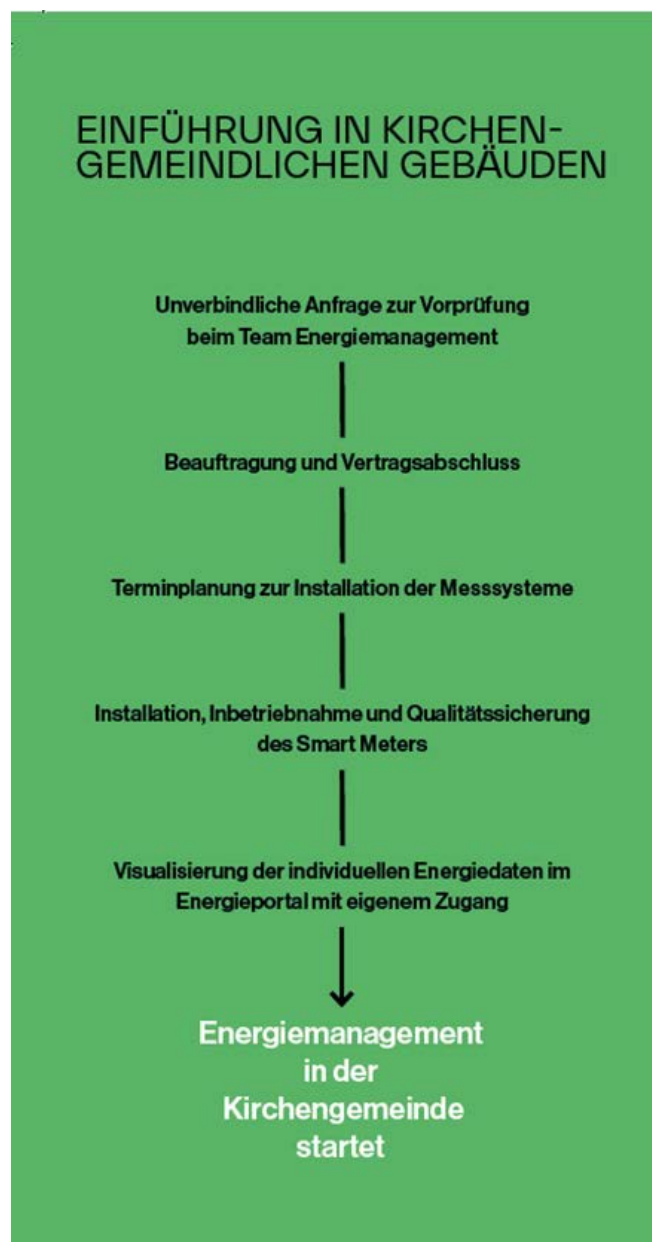 EINFÜHRUNG IN KIRCHEN-
GEMEINDLICHEN GEBÄUDEN
Unverbindliche Anfrage zur Vorprüfung
beim Team Energiemanagement
Beauftragung und Vertragsabschluss
Terminplanung zur Installation der Messsysteme
Installation, Inbetriebnahme und Qualitätssicherung
des Smart Meters
Visualisierung der individuellen Energiedaten im
Energieportal mit eigenem Zugang
Energiemanagement
in der
Kirchengemeinde
startet